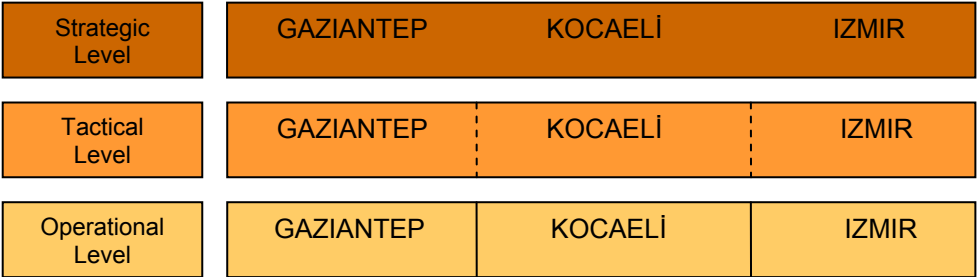 Strategic
Level
GAZIANTEP KOCAELİ IZMIR
Tactical
Level
GAZIANTEP KOCAELİ IZMIR
Operational
Level
GAZIANTEP KOCAELİ IZMIR